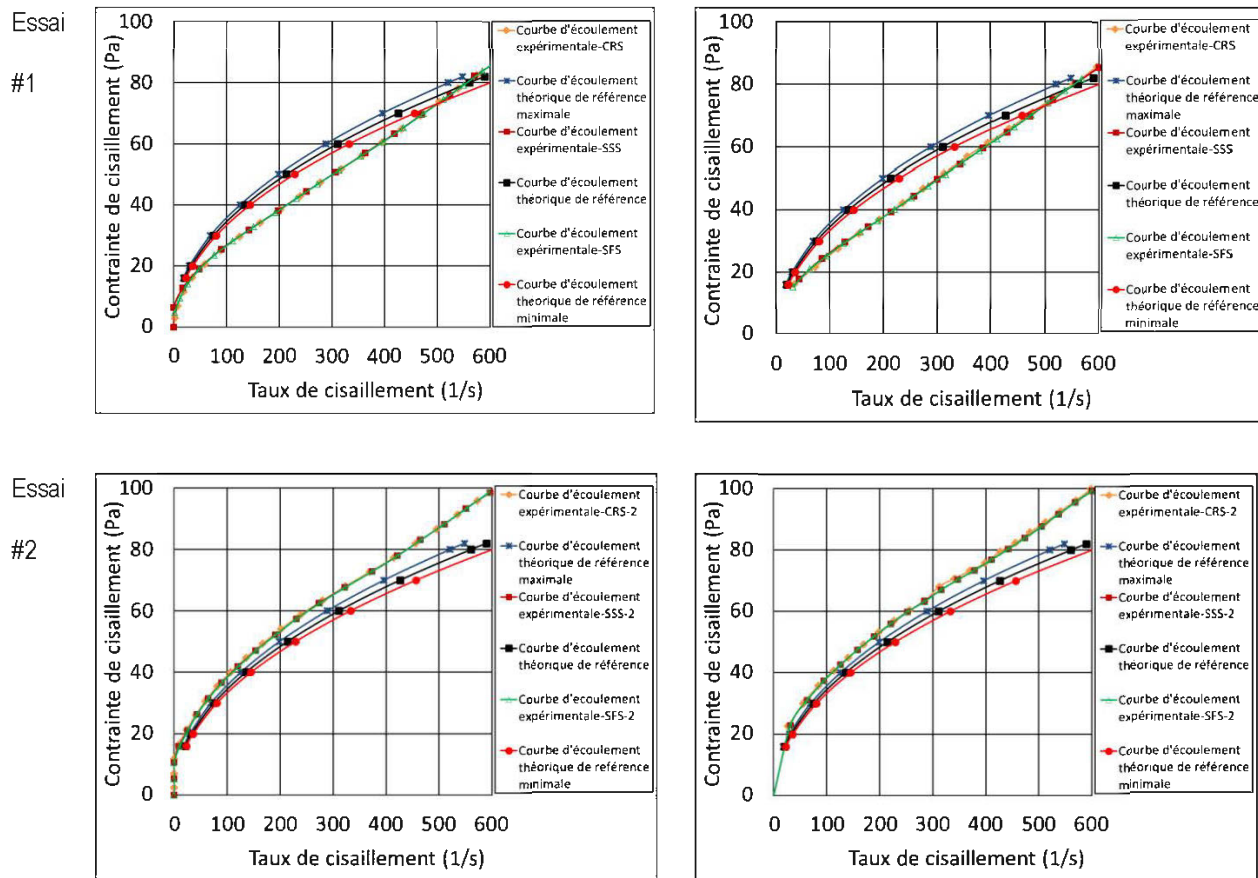 Essai
#1
100
80
60
40
20
0
Contrainte de cisaillement (Pa)
0 100 200 300 400 500 600
Taux de cisaillement (1/s)
Courbe d'écoulement
expérimentale-CRS
Courbe d'écoulement
théorique de référence
maximale
Courbe d'écoulement
expérimentale-SSS
Courbe d'écoulement
théorique de référence
Courbe d'écoulement
expérimentale-SFS
Courbe d'écoulement
theorique de référence
minimale
100
80
60
40
20
0
Contrainte de cisaillement (Pa)
0 100 200 300 400 500 600
Taux de cisaillement (1/s)
Courbe d'écoulement
expérimentale-CRS
Courbe d'écoulement
théorique de référence
maximale
Courbe d'écoulement
expérimentale-SSS
Courbe d'écoulement
théorique de référence
Courbe d'écoulement
expérimentale-SFS
Courbe d'écoulement
théorique de référence
minimale
Essai
#2
100
80
60
40
20
0
Contrainte de cisaillement (Pa)
0 100 200 300 400 500 600
Taux de cisaillement (1/s)
Courbe d'écoulement
expérimentale-CRS-2
Courbe d'écoulement
théorique de référence
maximale
Courbe d'écoulement
expérimentale-SSS-2
Courbe d'écoulement
théorique de référence
Courbe d'écoulement
expérimentale-SFS-2
Courbe d'écoulement
théorique de reférence
minimale
100
80
60
40
20
0
Contrainte de cisaillement (Pa)
0 100 200 300 400 500 600
Taux de cisaillement (1/s)
Courbe d'écoulement
expérimentale-CRS-2
Courbe d'écoulement
théorique de référence
maximale
Courbe d'écoulement
expérimentale-SSS-2
Courbe d'écoulement
théorique de référence
Courbe d'écoulement
expérimentale-SFS-2
Courbe d'écoulement
théorique de référence
minimale